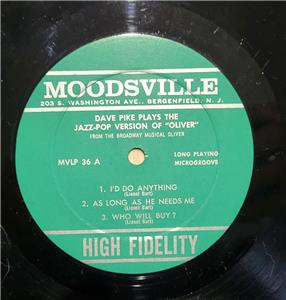 MOODSVILLE
203 S. WASHINGTON AVE., BERGENFIELD, N. J.
DAVE PIKE PLAYS THE
JAZZ-POP VERSION OF "OLIVER"
FROM THE BROADWAY MUSICAL OLIVER
MVLP 36 A
LONG PLAYING
MICROGROOVE
1. I'D DO ANYTHING
(Lionel Bart)
2. AS LONG AS HE NEEDS ME
(Lionel Bart)
3. WHO WILL BUY?
(Lionel Bart)
HIGH FIDELITY